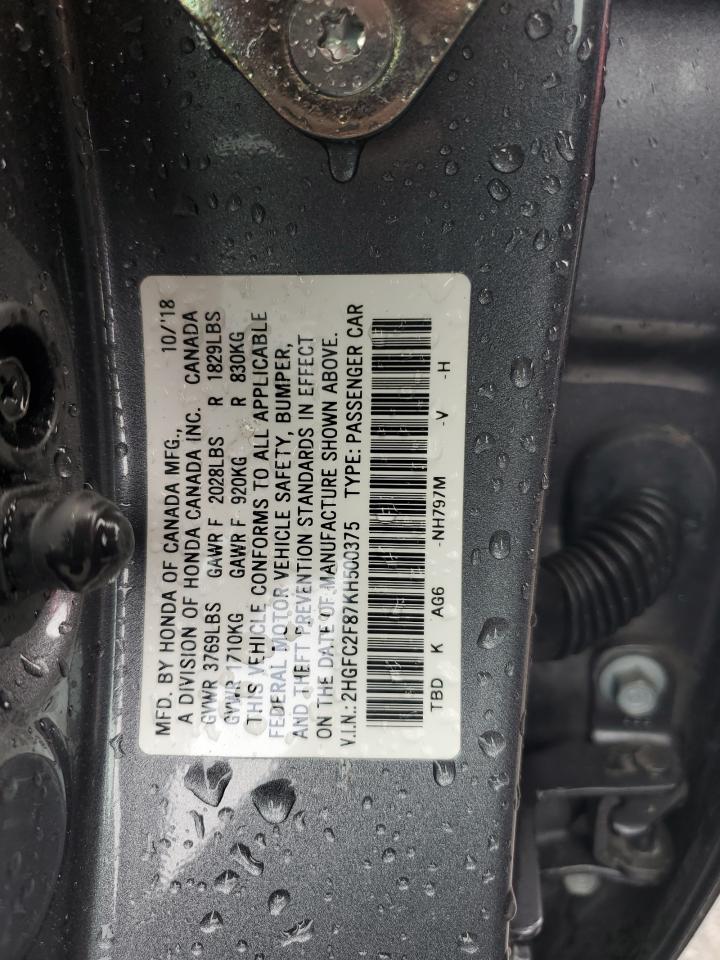 MFD. BY HONDA OF CANADA MFG., 10/'18
A DIVISION OF HONDA CANADA INC. CANADA
GVWR 3769LBS GAWR F 2028LBS R 1829LBS
GVWR 1710KG GAWR F 920KG R 830KG
THIS VEHICLE CONFORMS TO ALL APPLICABLE
FEDERAL MOTOR VEHICLE SAFETY, BUMPER,
AND THEFT PREVENTION STANDARDS IN EFFECT
ON THE DATE OF MANUFACTURE SHOWN ABOVE.
V.I.N.: 2HGFC2F87KH500375 TYPE: PASSENGER CAR
TBD K AG6 -NH797M -V -H